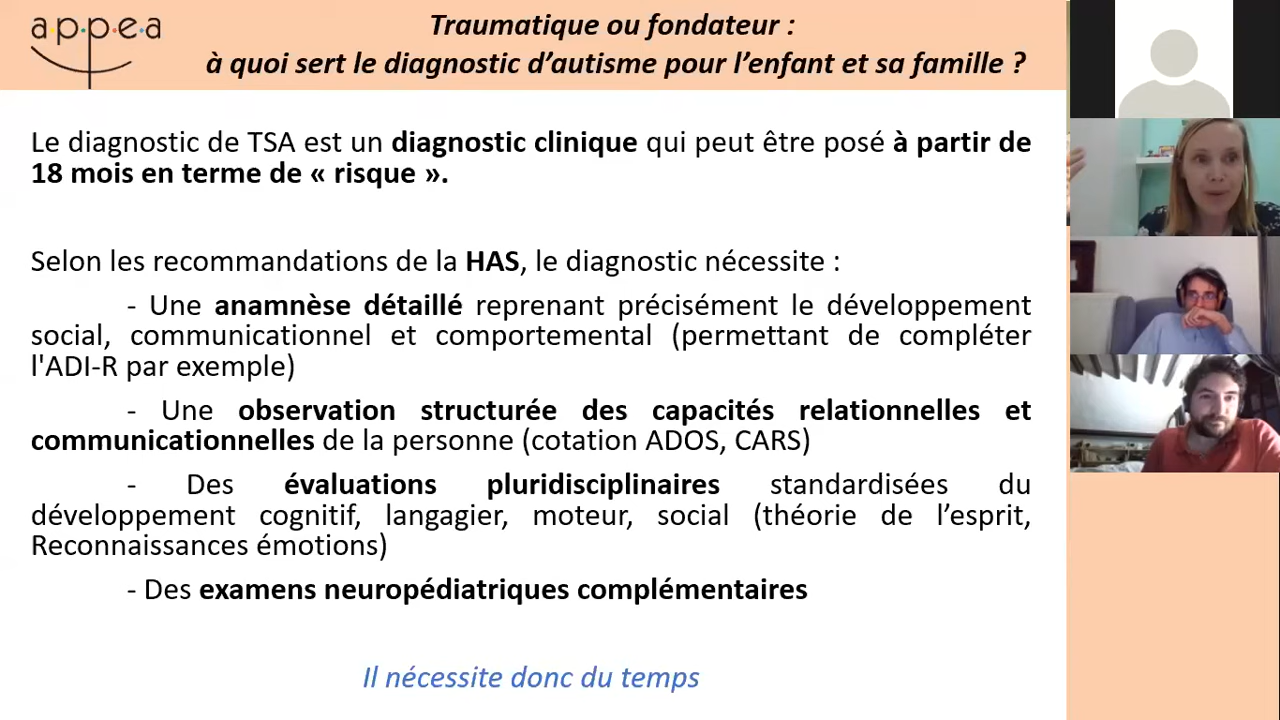 a.p.p.e.a
Traumatique ou fondateur :
à quoi sert le diagnostic d'autisme pour l'enfant et sa famille ?
Le diagnostic de TSA est un diagnostic clinique qui peut être posé à partir de
18 mois en terme de « risque ».
Selon les recommandations de la HAS, le diagnostic nécessite :
- Une anamnèse détaillé reprenant précisément le développement
social, communicationnel et comportemental (permettant de compléter
l'ADI-R par exemple)
- Une observation structurée des capacités relationnelles et
communicationnelles de la personne (cotation ADOS, CARS)
- Des évaluations pluridisciplinaires standardisées du
développement cognitif, langagier, moteur, social (théorie de l'esprit,
Reconnaissances émotions)
- Des examens neuropédiatriques complémentaires
Il nécessite donc du temps